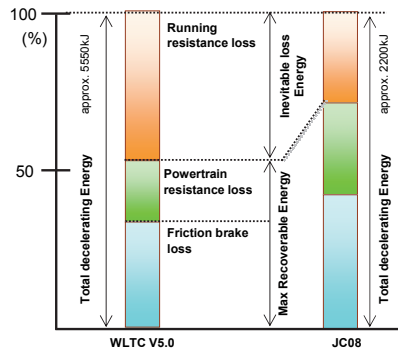 100
(%)
50
Total decelerating Energy
approx. 5550kJ
Running
resistance loss
Powertrain
resistance loss
Friction brake
loss
Inevitable loss
Energy
Max Recoverable Energy
Total decelerating Energy
approx. 2200kJ
WLTC V5.0
JC08